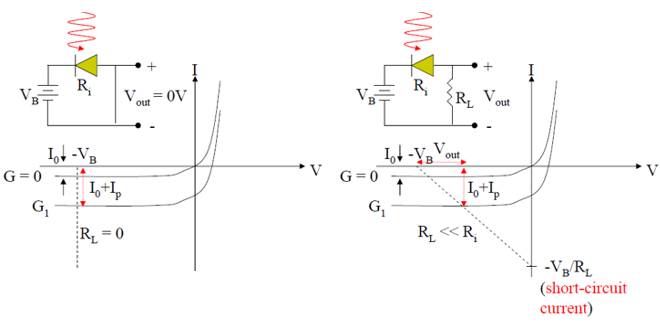 V_B
R_i
+
V_out = 0V
-
I
I_0 -V_B
G = 0
I_0+I_p
G_1
R_L = 0
V
V_B
R_i
R_L
+
V_out
-
I
I_0 -V_B V_out
G = 0
I_0+I_p
G_1
R_L << R_i
V
-V_B/R_L
(short-circuit
current)